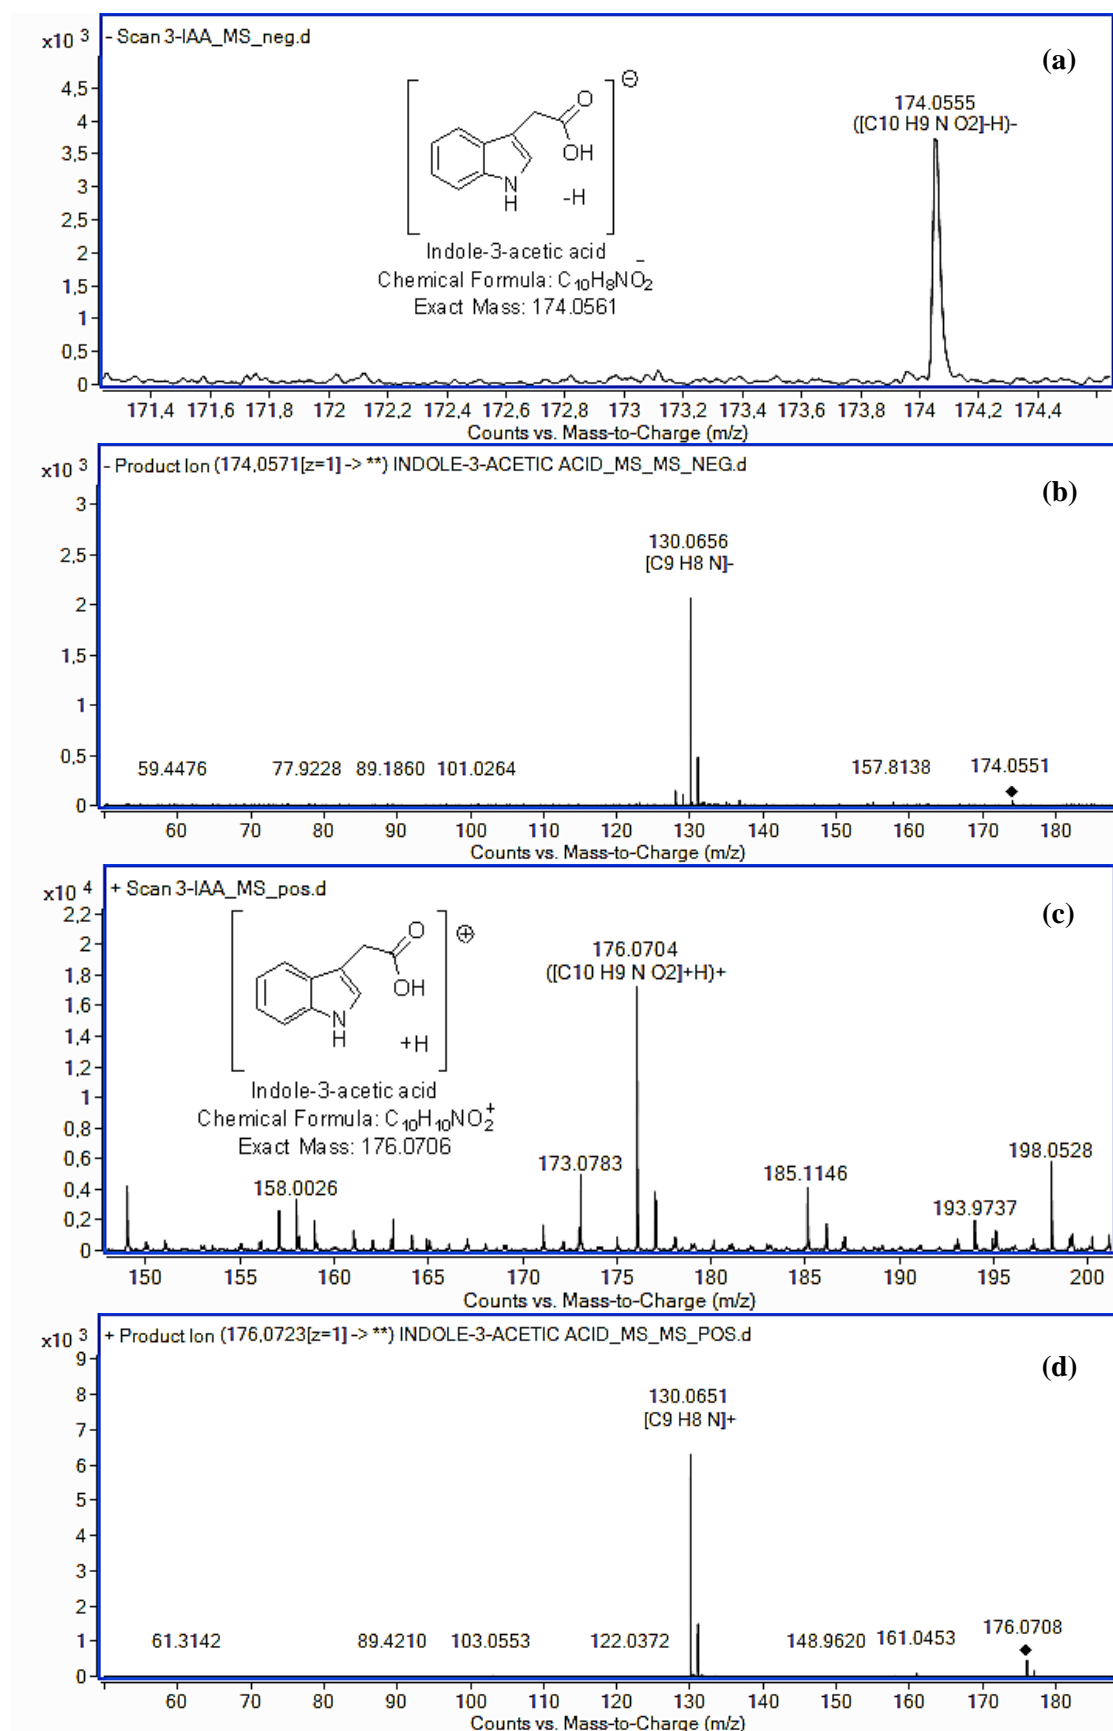 x10 3
- Scan 3-IAA_MS_neg.d
(a)
4,5
4
3,5
3
2,5
2
1,5
1
0,5
0
O
OH
N
H
-H
⊖
Indole-3-acetic acid
Chemical Formula: C10H8NO2-
Exact Mass: 174.0561
174.0555
([C10 H9 N O2]-H)-
171,4 171,6 171,8 172 172,2 172,4 172,6 172,8 173 173,2 173,4 173,6 173,8 174 174,2 174,4
Counts vs. Mass-to-Charge (m/z)
x10 3
- Product Ion (174,0571[z=1] -> **) INDOLE-3-ACETIC ACID_MS_MS_NEG.d
(b)
3
2,5
2
1,5
1
0,5
0
130.0656
[C9 H8 N]-
59.4476 77.9228 89.1860 101.0264 157.8138 174.0551
60 70 80 90 100 110 120 130 140 150 160 170 180
Counts vs. Mass-to-Charge (m/z)
x10 4
+ Scan 3-IAA_MS_pos.d
(c)
2,2
2
1,8
1,6
1,4
1,2
1
0,8
0,6
0,4
0,2
0
O
OH
N
H
+H
⊕
Indole-3-acetic acid
Chemical Formula: C10H10NO2+
Exact Mass: 176.0706
176.0704
([C10 H9 N O2]+H)+
158.0026 173.0783 185.1146 193.9737 198.0528
150 155 160 165 170 175 180 185 190 195 200
Counts vs. Mass-to-Charge (m/z)
x10 3
+ Product Ion (176,0723[z=1] -> **) INDOLE-3-ACETIC ACID_MS_MS_POS.d
(d)
9
8
7
6
5
4
3
2
1
0
130.0651
[C9 H8 N]+
61.3142 89.4210 103.0553 122.0372 148.9620 161.0453 176.0708
60 70 80 90 100 110 120 130 140 150 160 170 180
Counts vs. Mass-to-Charge (m/z)